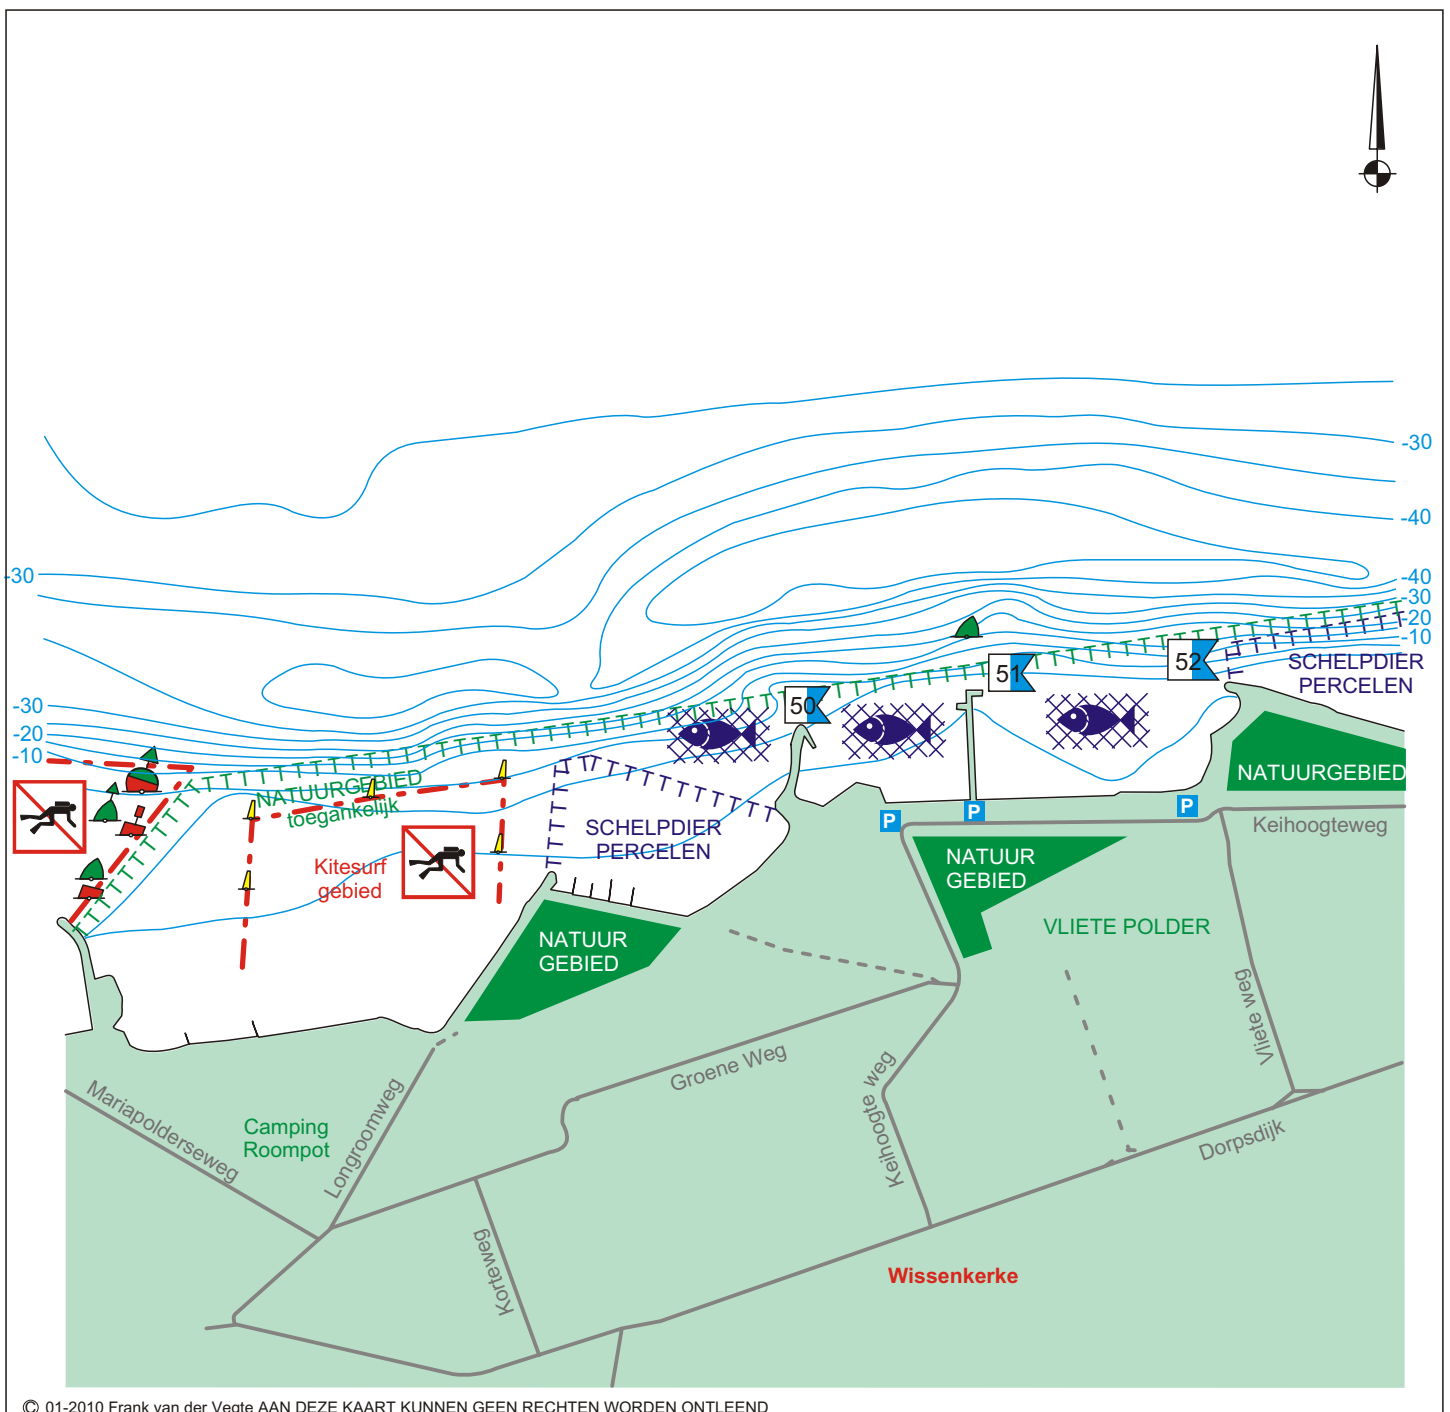 -30
-40
-30
-40
-30
-20
-10
52
51
50
SCHELPDIER
PERCELEN
-30
-20
-10
NATUURGEBIED
toegankelijk
NATUURGEBIED
SCHELPDIER
PERCELEN
Kitesurf
gebied
P
P
P
Keihoogteweg
NATUUR
GEBIED
NATUUR
GEBIED
VLIETE POLDER
Vliete weg
Groene Weg
Keihoogte weg
Mariapolderseweg
Longroomweg
Camping
Roompot
Dorpsdijk
Korteweg
Wissenkerke
© 01-2010 Frank van der Vegte AAN DEZE KAART KUNNEN GEEN RECHTEN WORDEN ONTLEEND